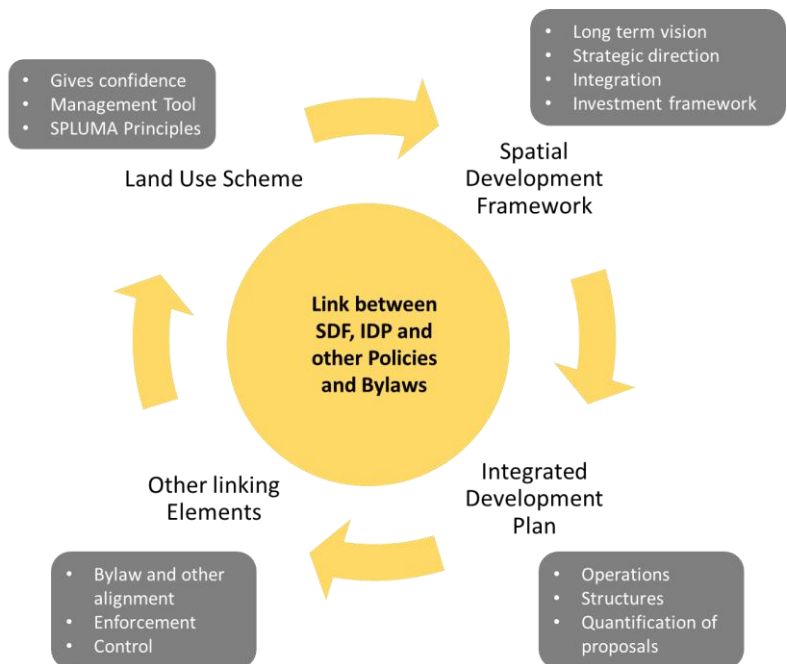 • Long term vision
• Strategic direction
• Integration
• Investment framework
• Gives confidence
• Management Tool
• SPLUMA Principles
Land Use Scheme
Spatial
Development
Framework
Link between
SDF, IDP and
other Policies
and Bylaws
Other linking
Elements
Integrated
Development
Plan
• Bylaw and other
alignment
• Enforcement
• Control
• Operations
• Structures
• Quantification of
proposals